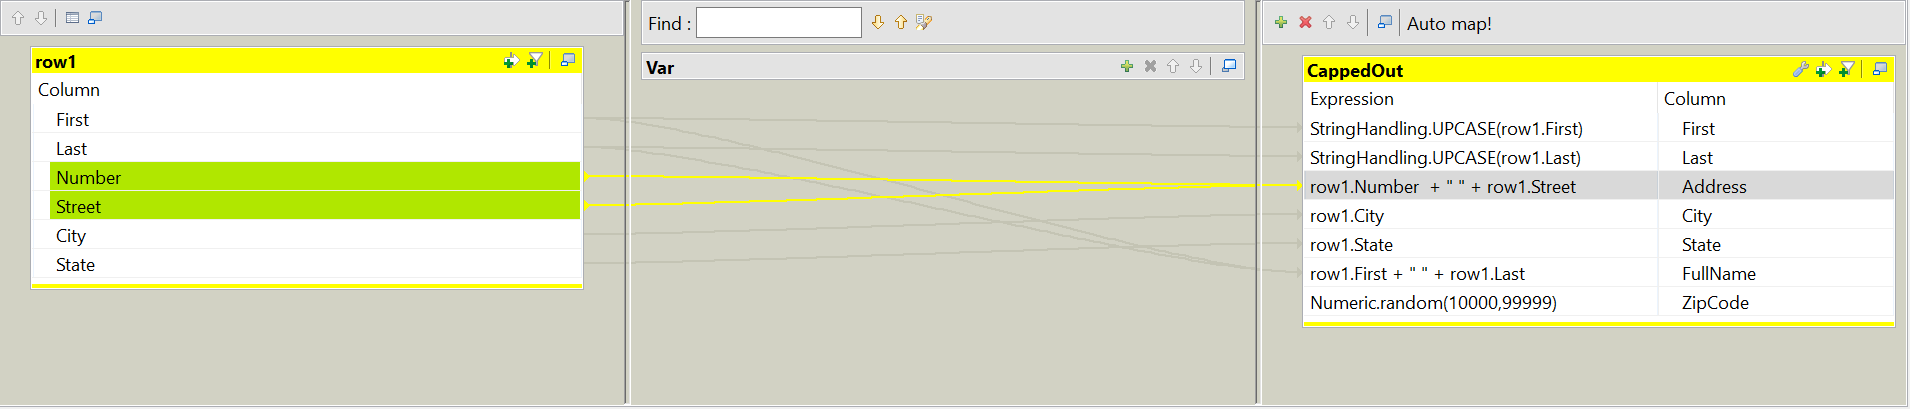 row1
Column
First
Last
Number
Street
City
State
Find :
Var
Auto map!
CappedOut
Expression Column
StringHandling.UPCASE(row1.First) First
StringHandling.UPCASE(row1.Last) Last
row1.Number  + " " + row1.Street Address
row1.City City
row1.State State
row1.First + " " + row1.Last FullName
Numeric.random(10000,99999) ZipCode